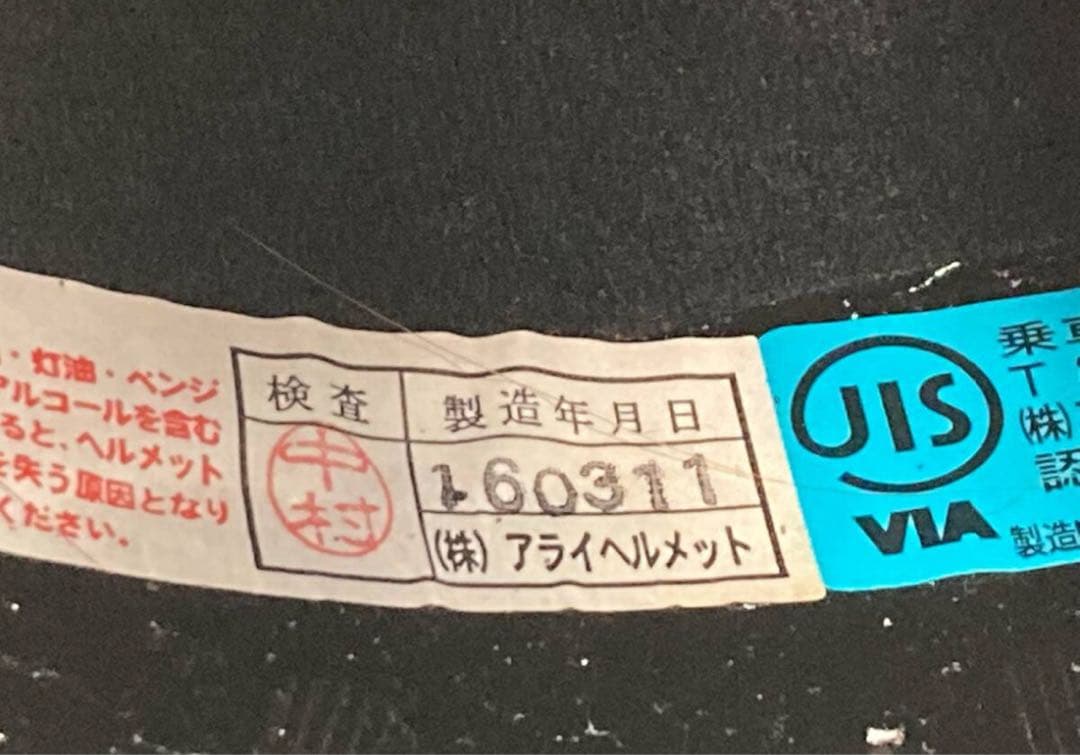 ・灯油・ベンジ
アルコールを含む
ると、ヘルメット
を失う原因となり
ください。
検査
中村
製造年月日
160311
(株)アライヘルメット
JIS
VIA
乗車
T
(株)
認
製造